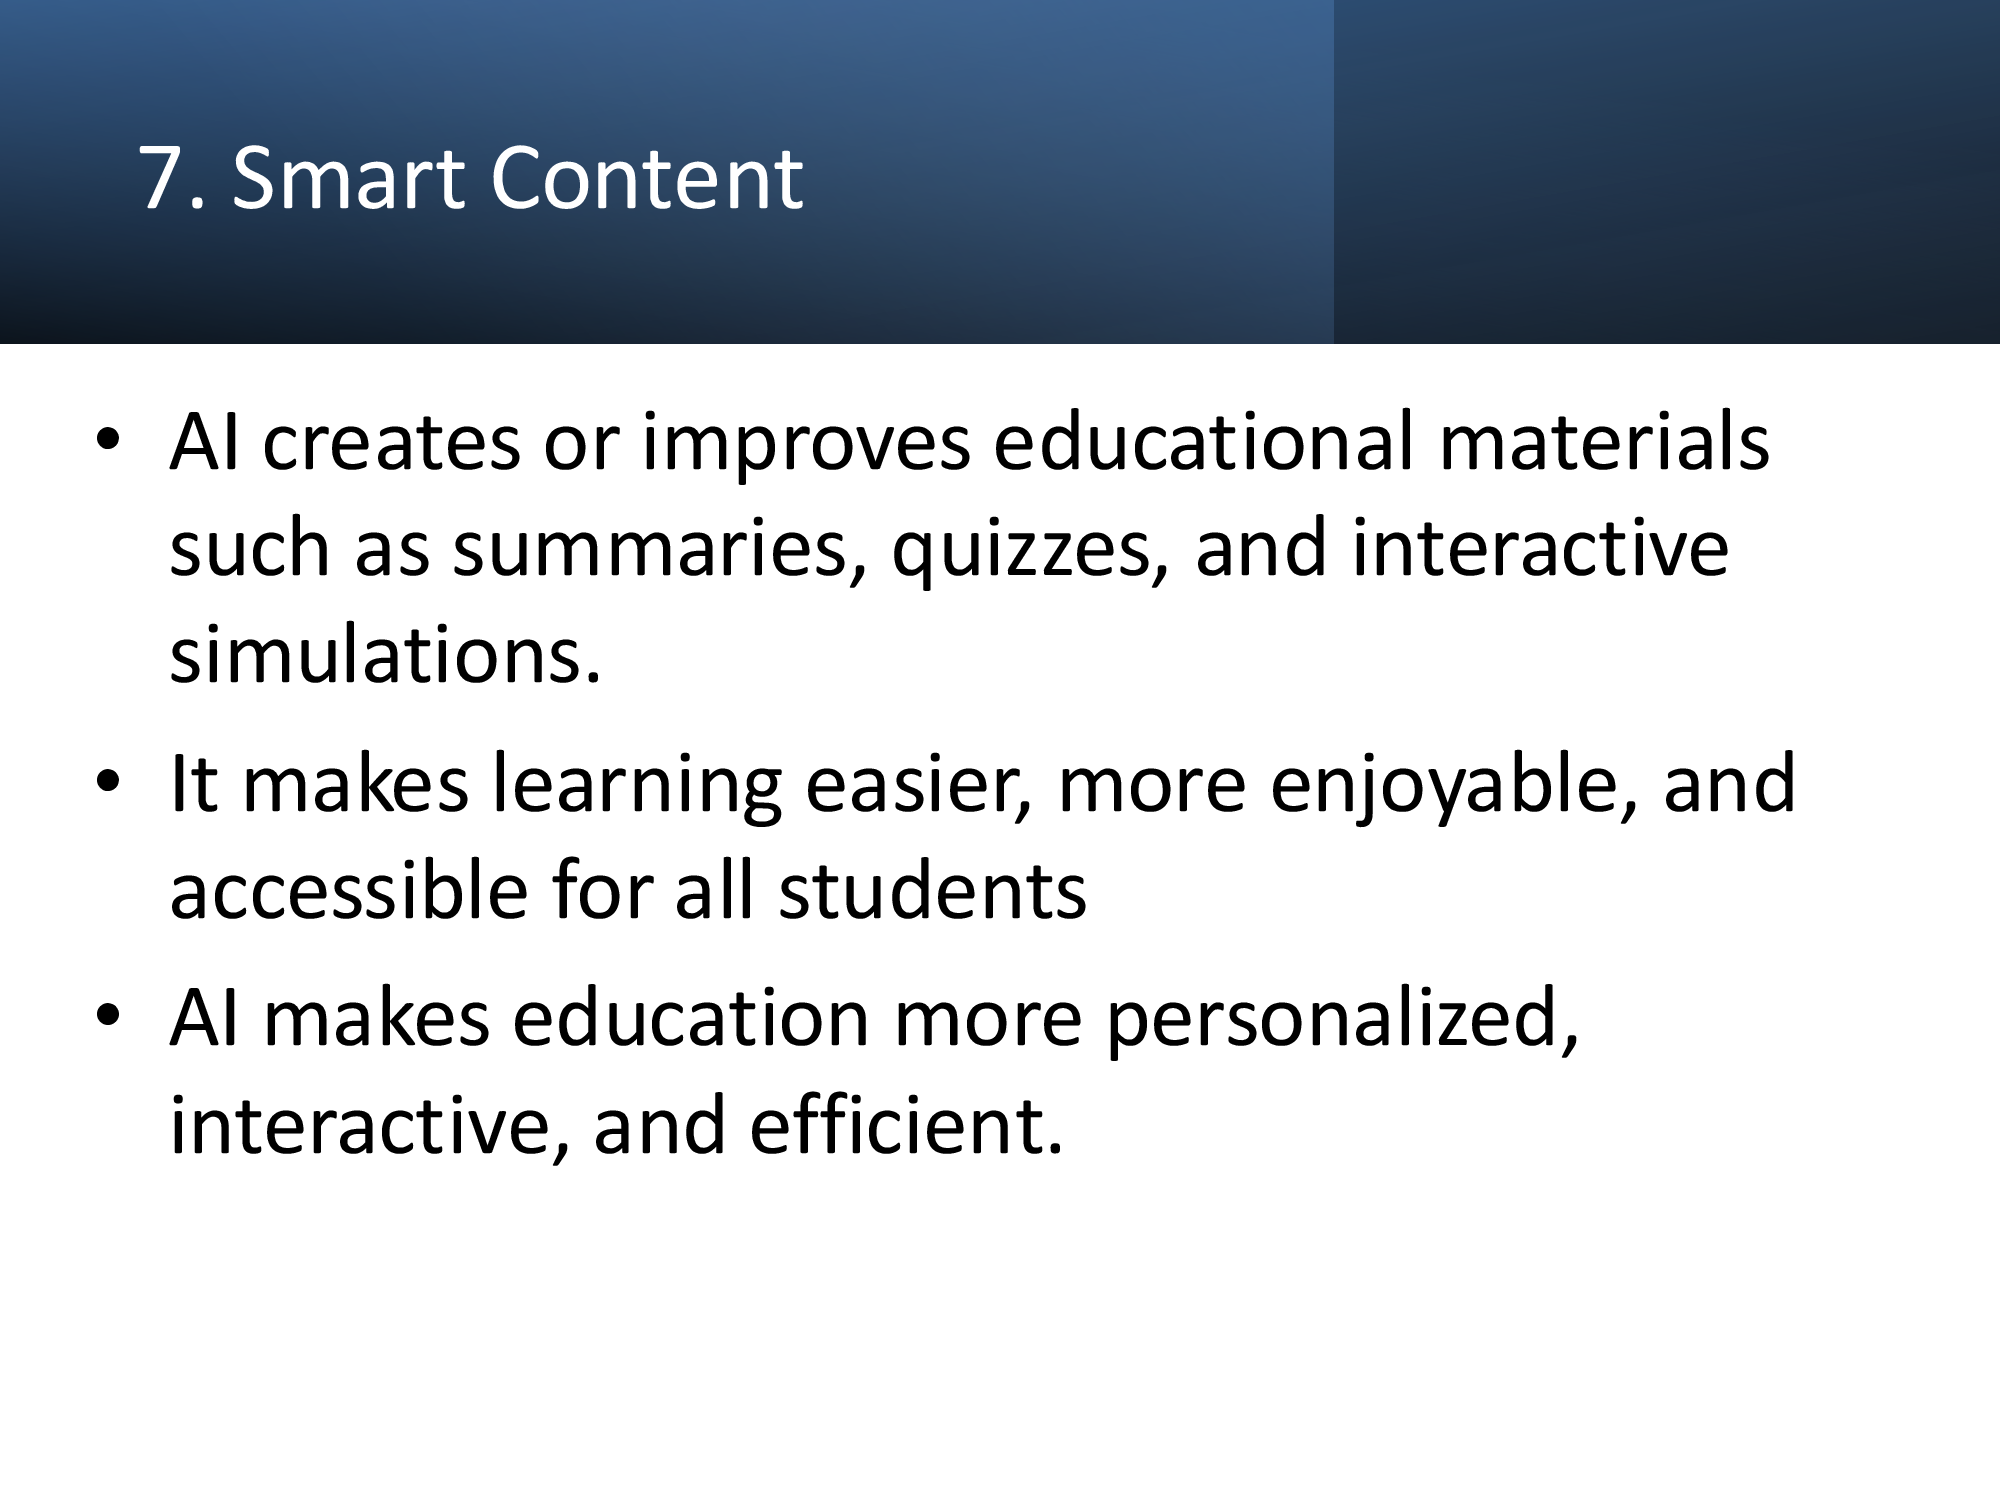 7. Smart Content
• AI creates or improves educational materials
such as summaries, quizzes, and interactive
simulations.
• It makes learning easier, more enjoyable, and
accessible for all students
• AI makes education more personalized,
interactive, and efficient.